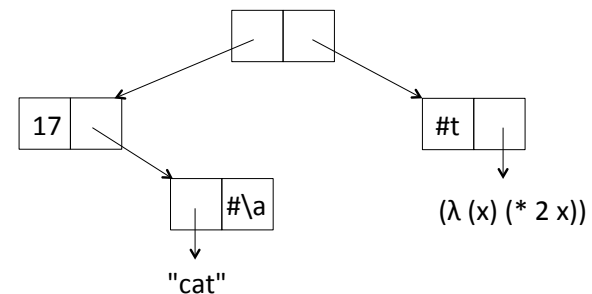 17
#t
#\a
(λ (x) (* 2 x))
"cat"